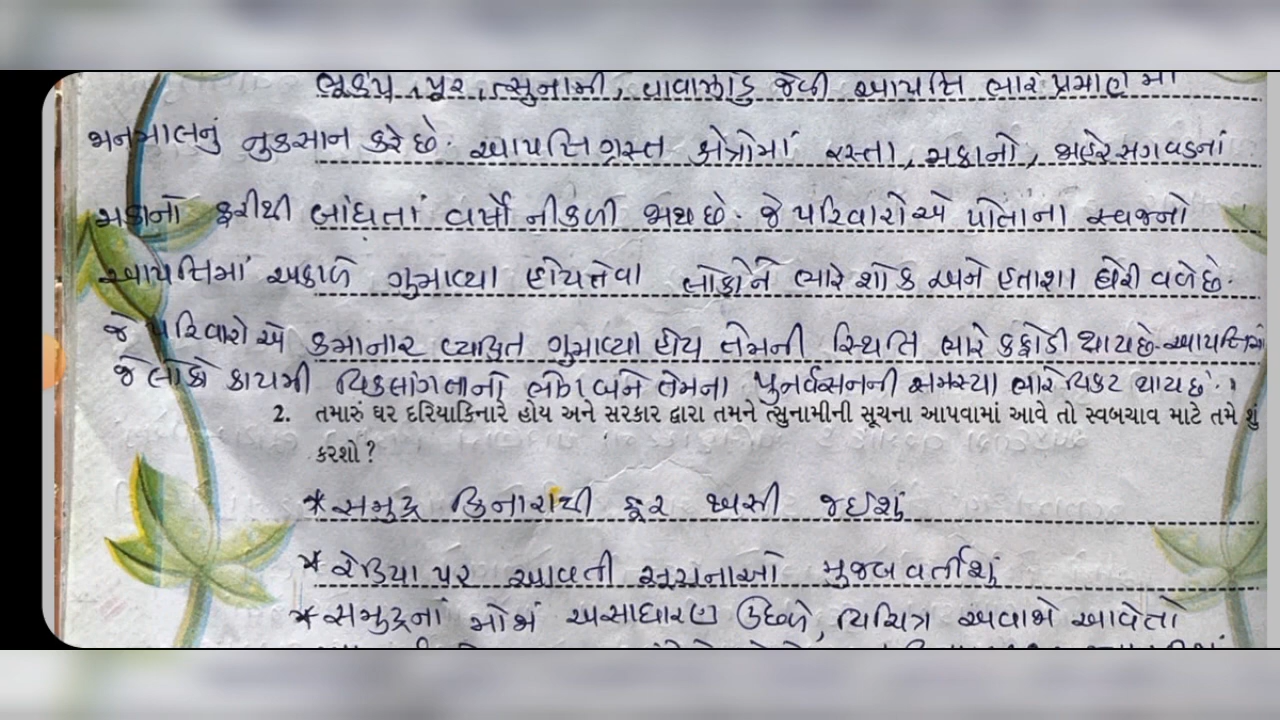 ભૂકંપ, પૂર, ત્સુનામી, વાવાઝોડું જેવી આપત્તિ ભારે પ્રમાણમાં
જાનમાલનું નુકસાન કરે છે. આપત્તિગ્રસ્ત ક્ષેત્રોમાં રસ્તા, મકાનો, જાહેરસગવડનાં
મકાનો ફરીથી બાંધતાં વર્ષો નીકળી જાય છે. જે પરિવારોએ પોતાના સ્વજનો
આપત્તિમાં અકાળે ગુમાવ્યા હોય તેવા લોકોને ભારે શોક અને હતાશા ઘેરી વળે છે.
જે પરિવારોએ કમાનાર વ્યક્તિ ગુમાવ્યા હોય તેમની સ્થિતિ ભારે કફોડી થાય છે. આપત્તિમાં
જે લોકો કાયમી વિકલાંગતાનો ભોગ બને તેમના પુનર્વસનની સમસ્યા ભારે વિકટ થાય છે.
2. તમારું ઘર દરિયાકિનારે હોય અને સરકાર દ્વારા તમને ત્સુનામીની સૂચના આપવામાં આવે તો સ્વબચાવ માટે તમે શું
કરશો ?
* સમુદ્ર કિનારાથી દૂર ખસી જઈશું
* રેડિયા પર આવતી સૂચનાઓ મુજબ વર્તીશું
* સમુદ્રનાં મોજાં અસાધારણ ઉછળે, વિચિત્ર અવાજો આવે તો